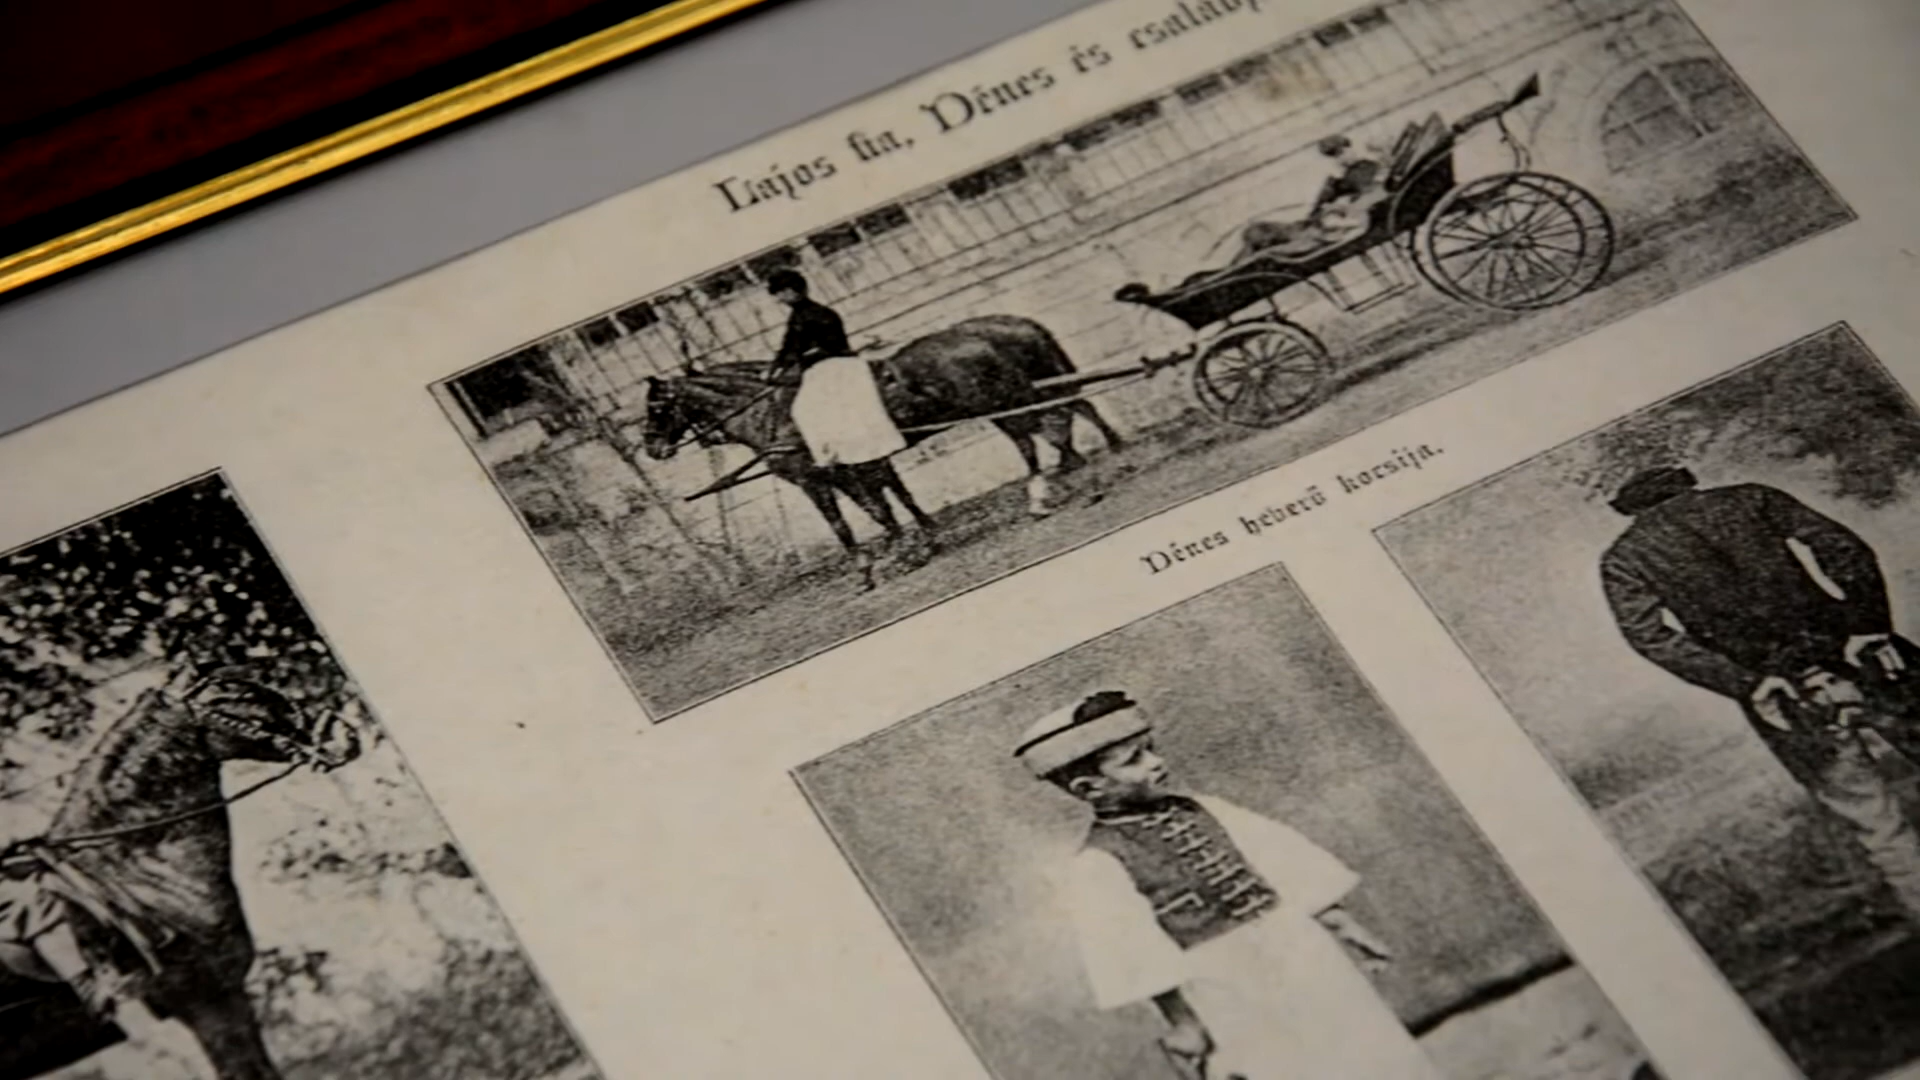 Lajos fia, Dénes és
Dénes heverő kocsija.